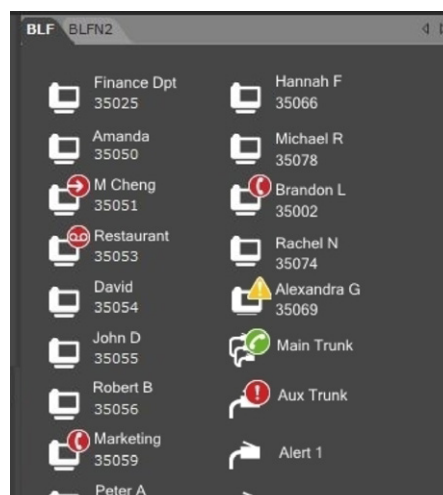 BLF BLFN2
Finance Dpt
35025
Amanda
35050
M Cheng
35051
Restaurant
35053
David
35054
John D
35055
Robert B
35056
Marketing
35059
Peter A
Hannah F
35066
Michael R
35078
Brandon L
35002
Rachel N
35074
Alexandra G
35069
Main Trunk
Aux Trunk
Alert 1